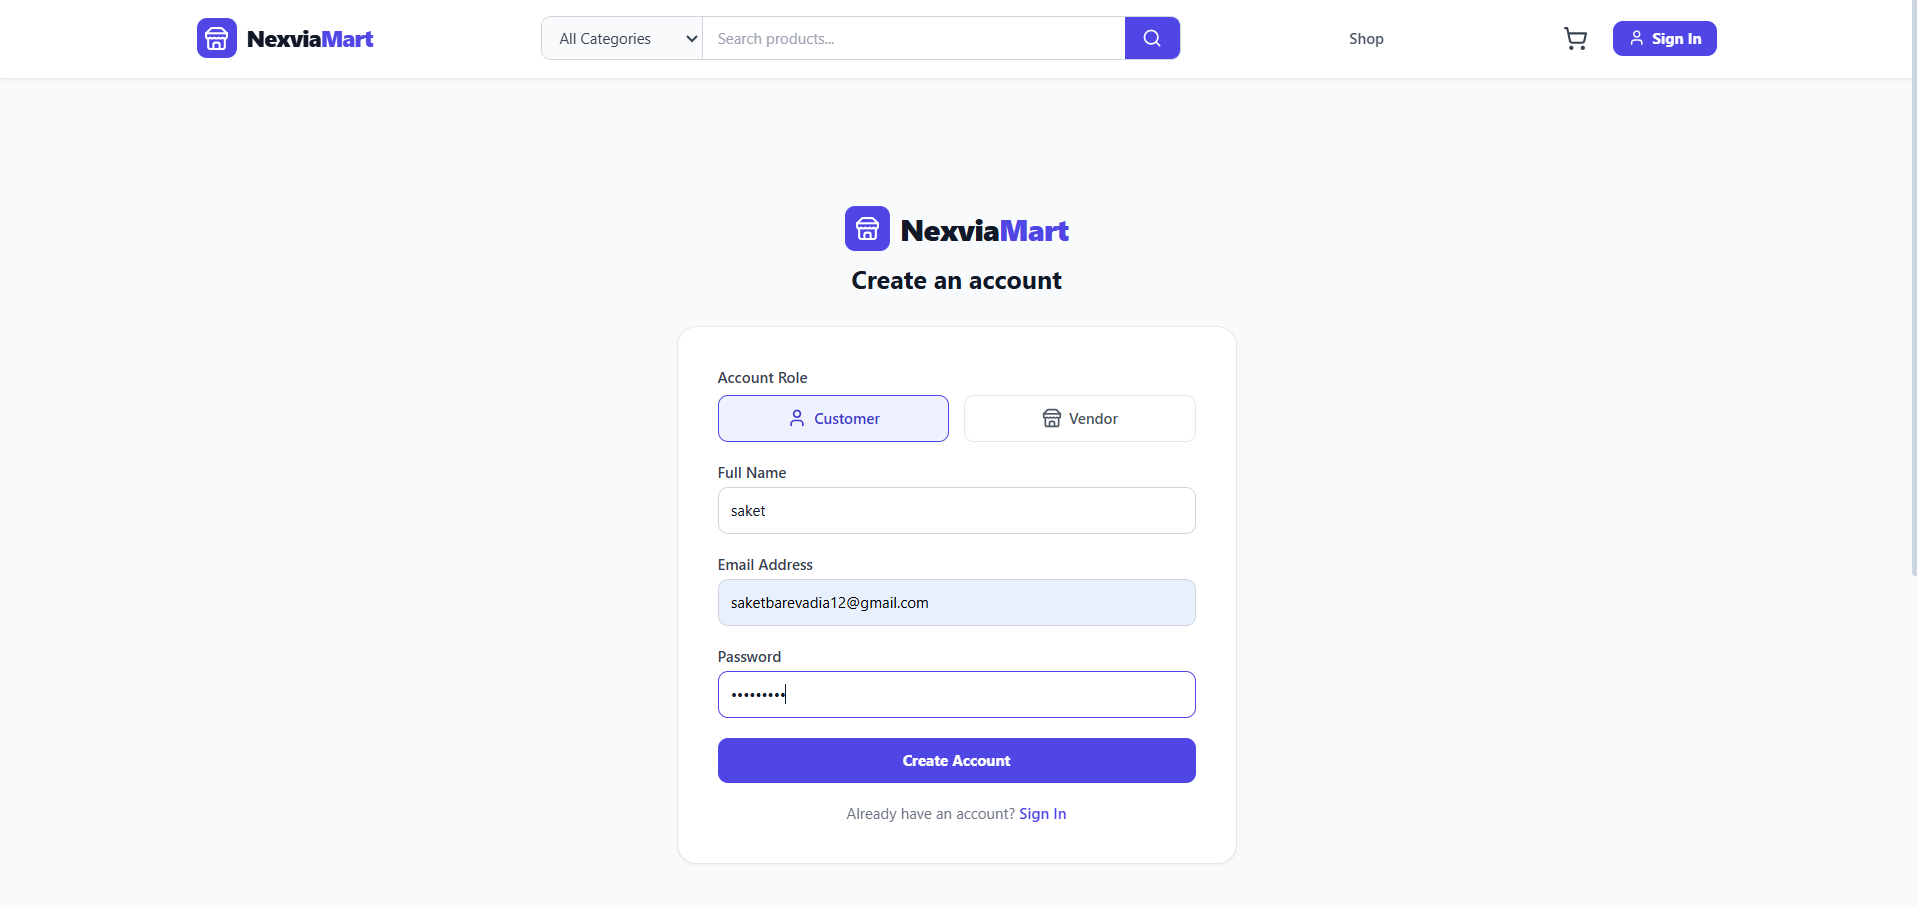 NexviaMart
All Categories
Search products...
Shop
Sign In
NexviaMart
Create an account
Account Role
Customer
Vendor
Full Name
saket
Email Address
saketbarevadia12@gmail.com
Password
•••••••••
Create Account
Already have an account? Sign In